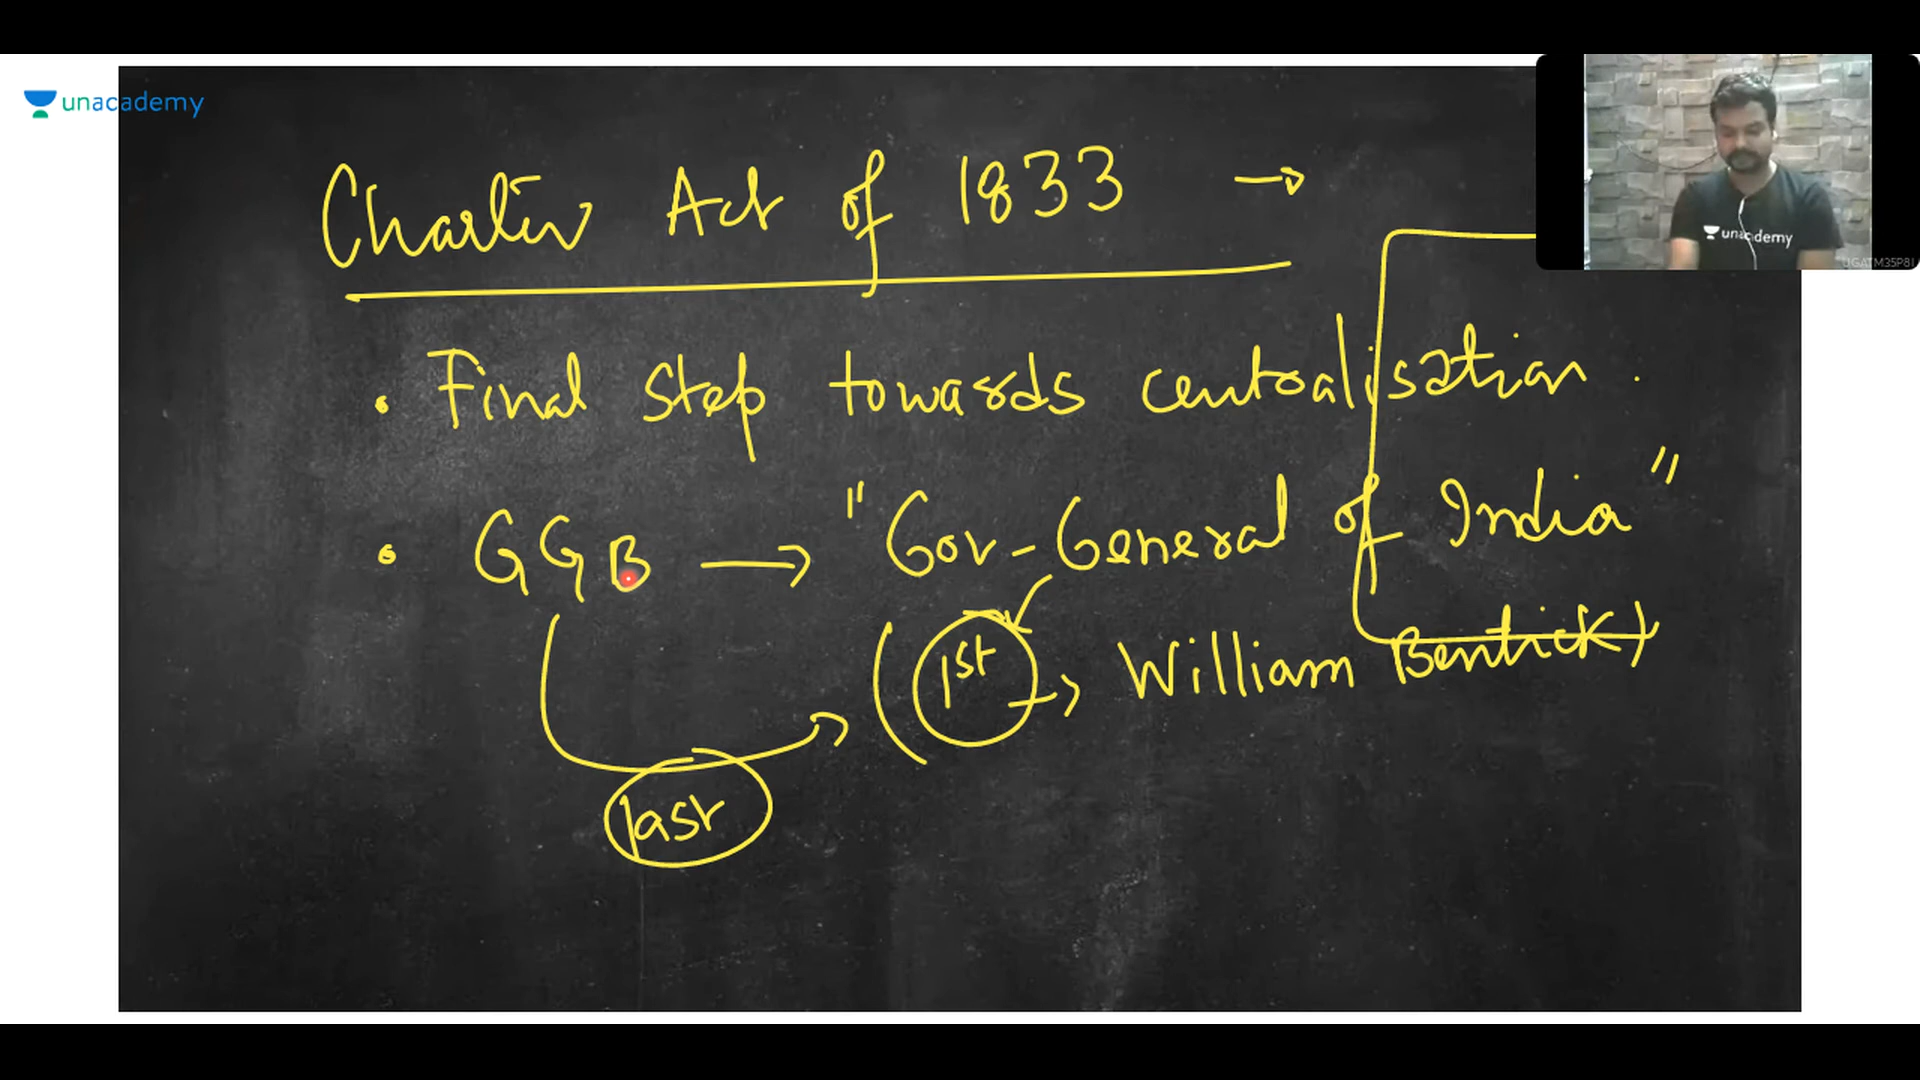 unacademy
Charter Act of 1833 →
unacademy
UGATM35P8I
• Final step towards centralisation.
• GGB → "Gov-General of India"
(1st → William Bentick)
last